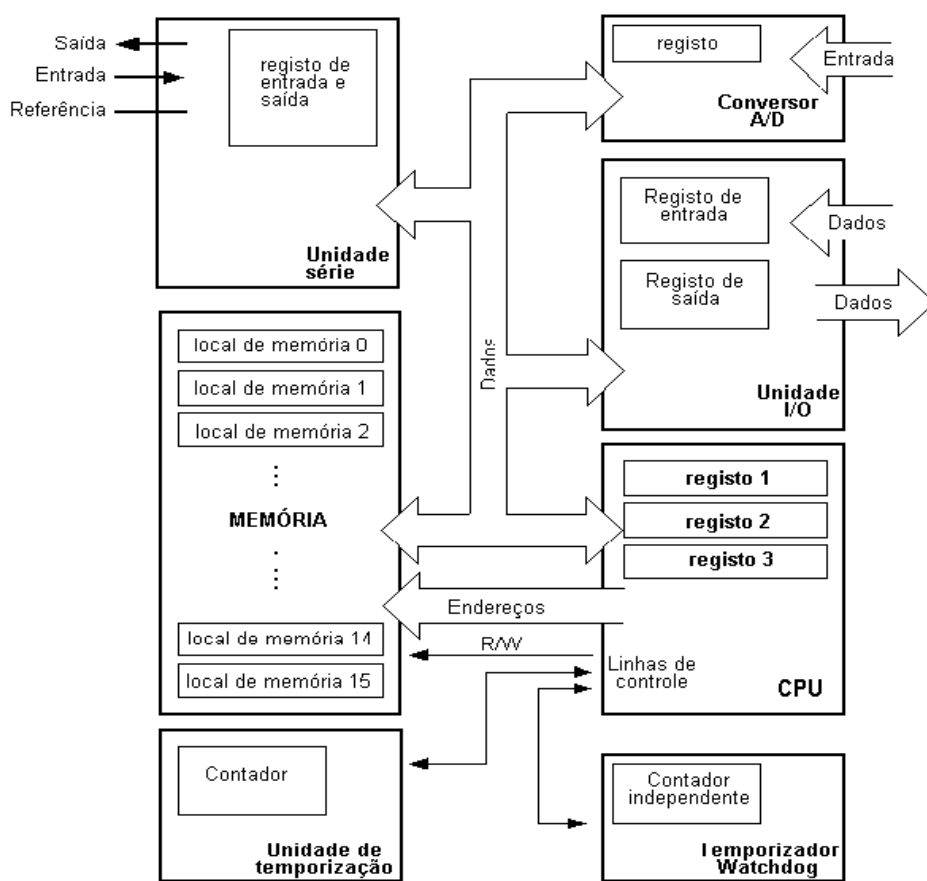 Saída
Entrada
Referência
registo de
entrada e
saída
Unidade
série
registo
Entrada
Conversor
A/D
Registo de
entrada
Dados
Registo de
saída
Dados
Unidade
I/O
Dados
local de memória 0
local de memória 1
local de memória 2
MEMÓRIA
local de memória 14
local de memória 15
registo 1
registo 2
registo 3
Endereços
R/W
Linhas de
controle
CPU
Contador
Unidade de
temporização
Contador
independente
Temporizador
Watchdog